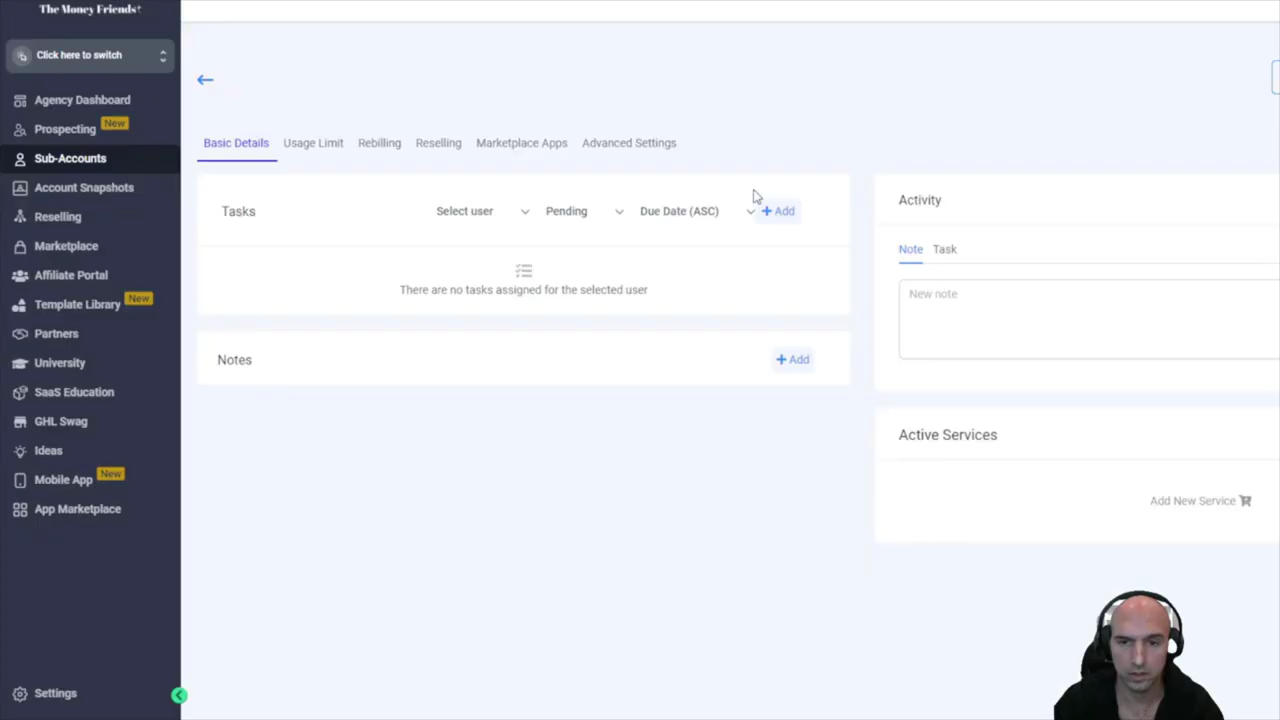 The Money Friends+
Click here to switch
Agency Dashboard
Prospecting New
Sub-Accounts
Account Snapshots
Reselling
Marketplace
Affiliate Portal
Template Library New
Partners
University
SaaS Education
GHL Swag
Ideas
Mobile App New
App Marketplace
Settings
Basic Details Usage Limit Rebilling Reselling Marketplace Apps Advanced Settings
Tasks Select user Pending Due Date (ASC) + Add
There are no tasks assigned for the selected user
Notes + Add
Activity
Note Task
New note
Active Services
Add New Service